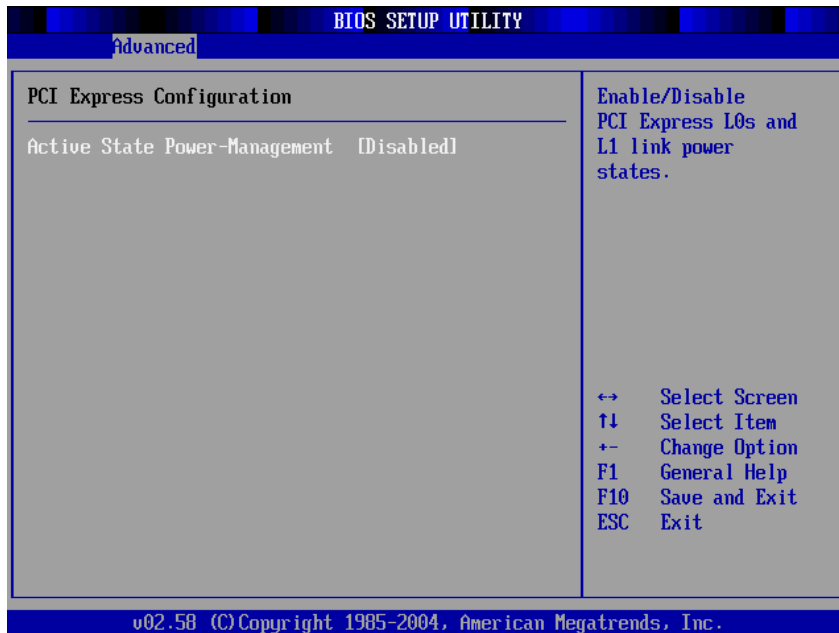 BIOS SETUP UTILITY
Advanced
PCI Express Configuration
Active State Power-Management [Disabled]
Enable/Disable
PCI Express L0s and
L1 link power
states.
↔ Select Screen
↑↓ Select Item
+- Change Option
F1 General Help
F10 Save and Exit
ESC Exit
v02.58 (C)Copyright 1985-2004, American Megatrends, Inc.